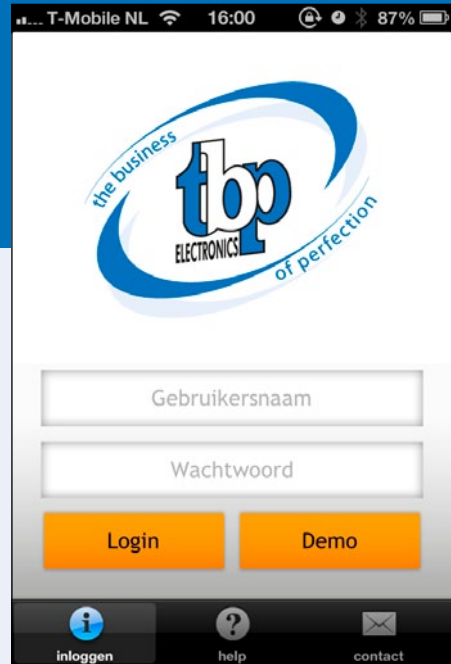 ... T-Mobile NL 16:00 87%
the business
tbp
ELECTRONICS
of perfection
Gebruikersnaam
Wachtwoord
Login Demo
inloggen help contact